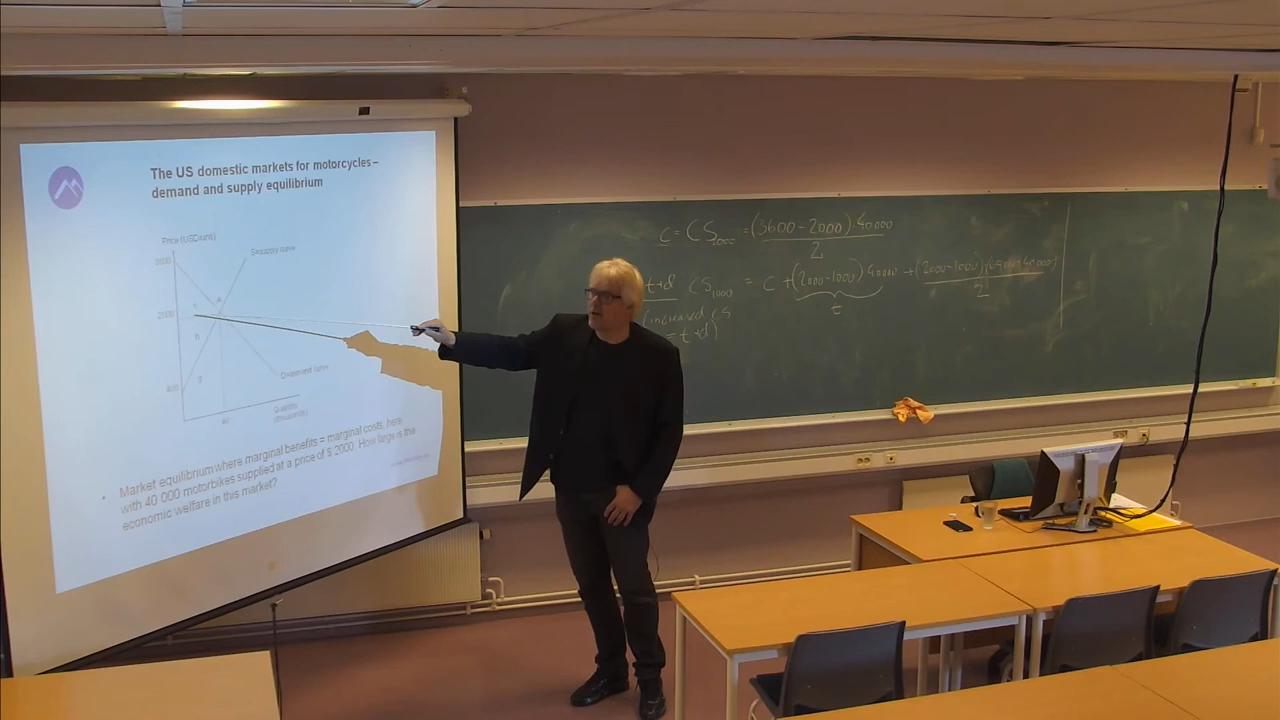 The US domestic markets for motorcycles –
demand and supply equilibrium
Price (USD/unit)
3600
S=supply curve
A
2000
c
h
g
D=demand curve
400
40
Quantity
(thousands)
• Market equilibrium where marginal benefits = marginal costs, here
with 40 000 motorbikes supplied at a price of $ 2000. How large is the
economic welfare in this market?
c = CS2000 = (3600 - 2000) · 40000
2
t+d CS1000 = c + (2000-1000) 40000 + (2000-1000)
2
t
(increased CS
= t+d)